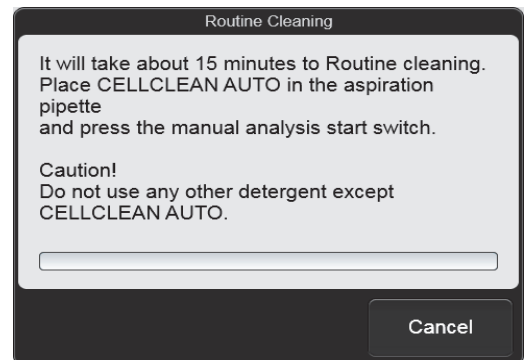 Routine Cleaning
It will take about 15 minutes to Routine cleaning.
Place CELLCLEAN AUTO in the aspiration
pipette
and press the manual analysis start switch.
Caution!
Do not use any other detergent except
CELLCLEAN AUTO.
Cancel